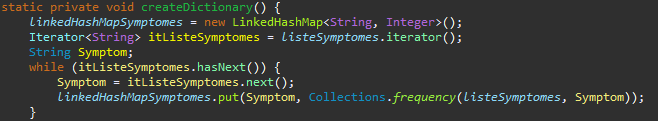 static private void createDictionary() {
linkedHashMapSymptomes = new LinkedHashMap<String, Integer>();
Iterator<String> itListeSymptomes = listeSymptomes.iterator();
String Symptom;
while (itListeSymptomes.hasNext()) {
Symptom = itListeSymptomes.next();
linkedHashMapSymptomes.put(Symptom, Collections.frequency(listeSymptomes, Symptom));
}